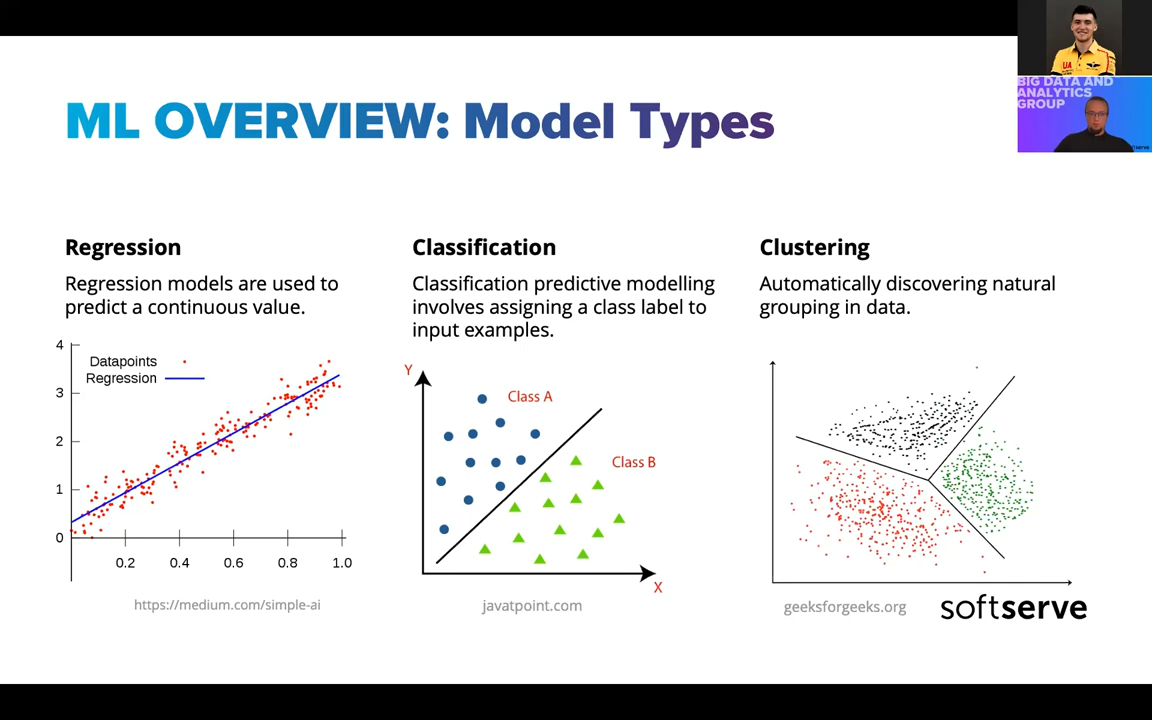 UA
BIG DATA AND
ANALYTICS
GROUP
ML OVERVIEW: Model Types
Regression
Regression models are used to
predict a continuous value.
4
3
2
1
0
Datapoints
Regression
0.2 0.4 0.6 0.8 1.0
https://medium.com/simple-ai
Classification
Classification predictive modelling
involves assigning a class label to
input examples.
Y
Class A
Class B
X
javatpoint.com
Clustering
Automatically discovering natural
grouping in data.
geeksforgeeks.org
softserve